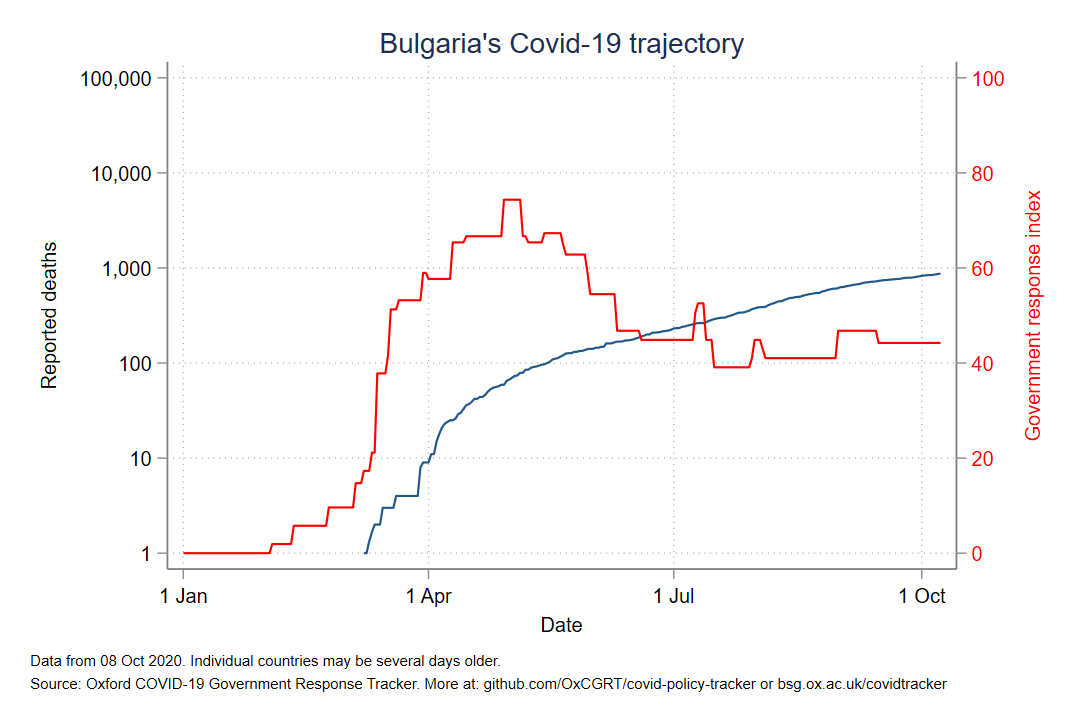 Bulgaria's Covid-19 trajectory
100,000
10,000
1,000
100
10
1
Reported deaths
100
80
60
40
20
0
Government response index
1 Jan
1 Apr
1 Jul
1 Oct
Date
Data from 08 Oct 2020. Individual countries may be several days older.
Source: Oxford COVID-19 Government Response Tracker. More at: github.com/OxCGRT/covid-policy-tracker or bsg.ox.ac.uk/covidtracker